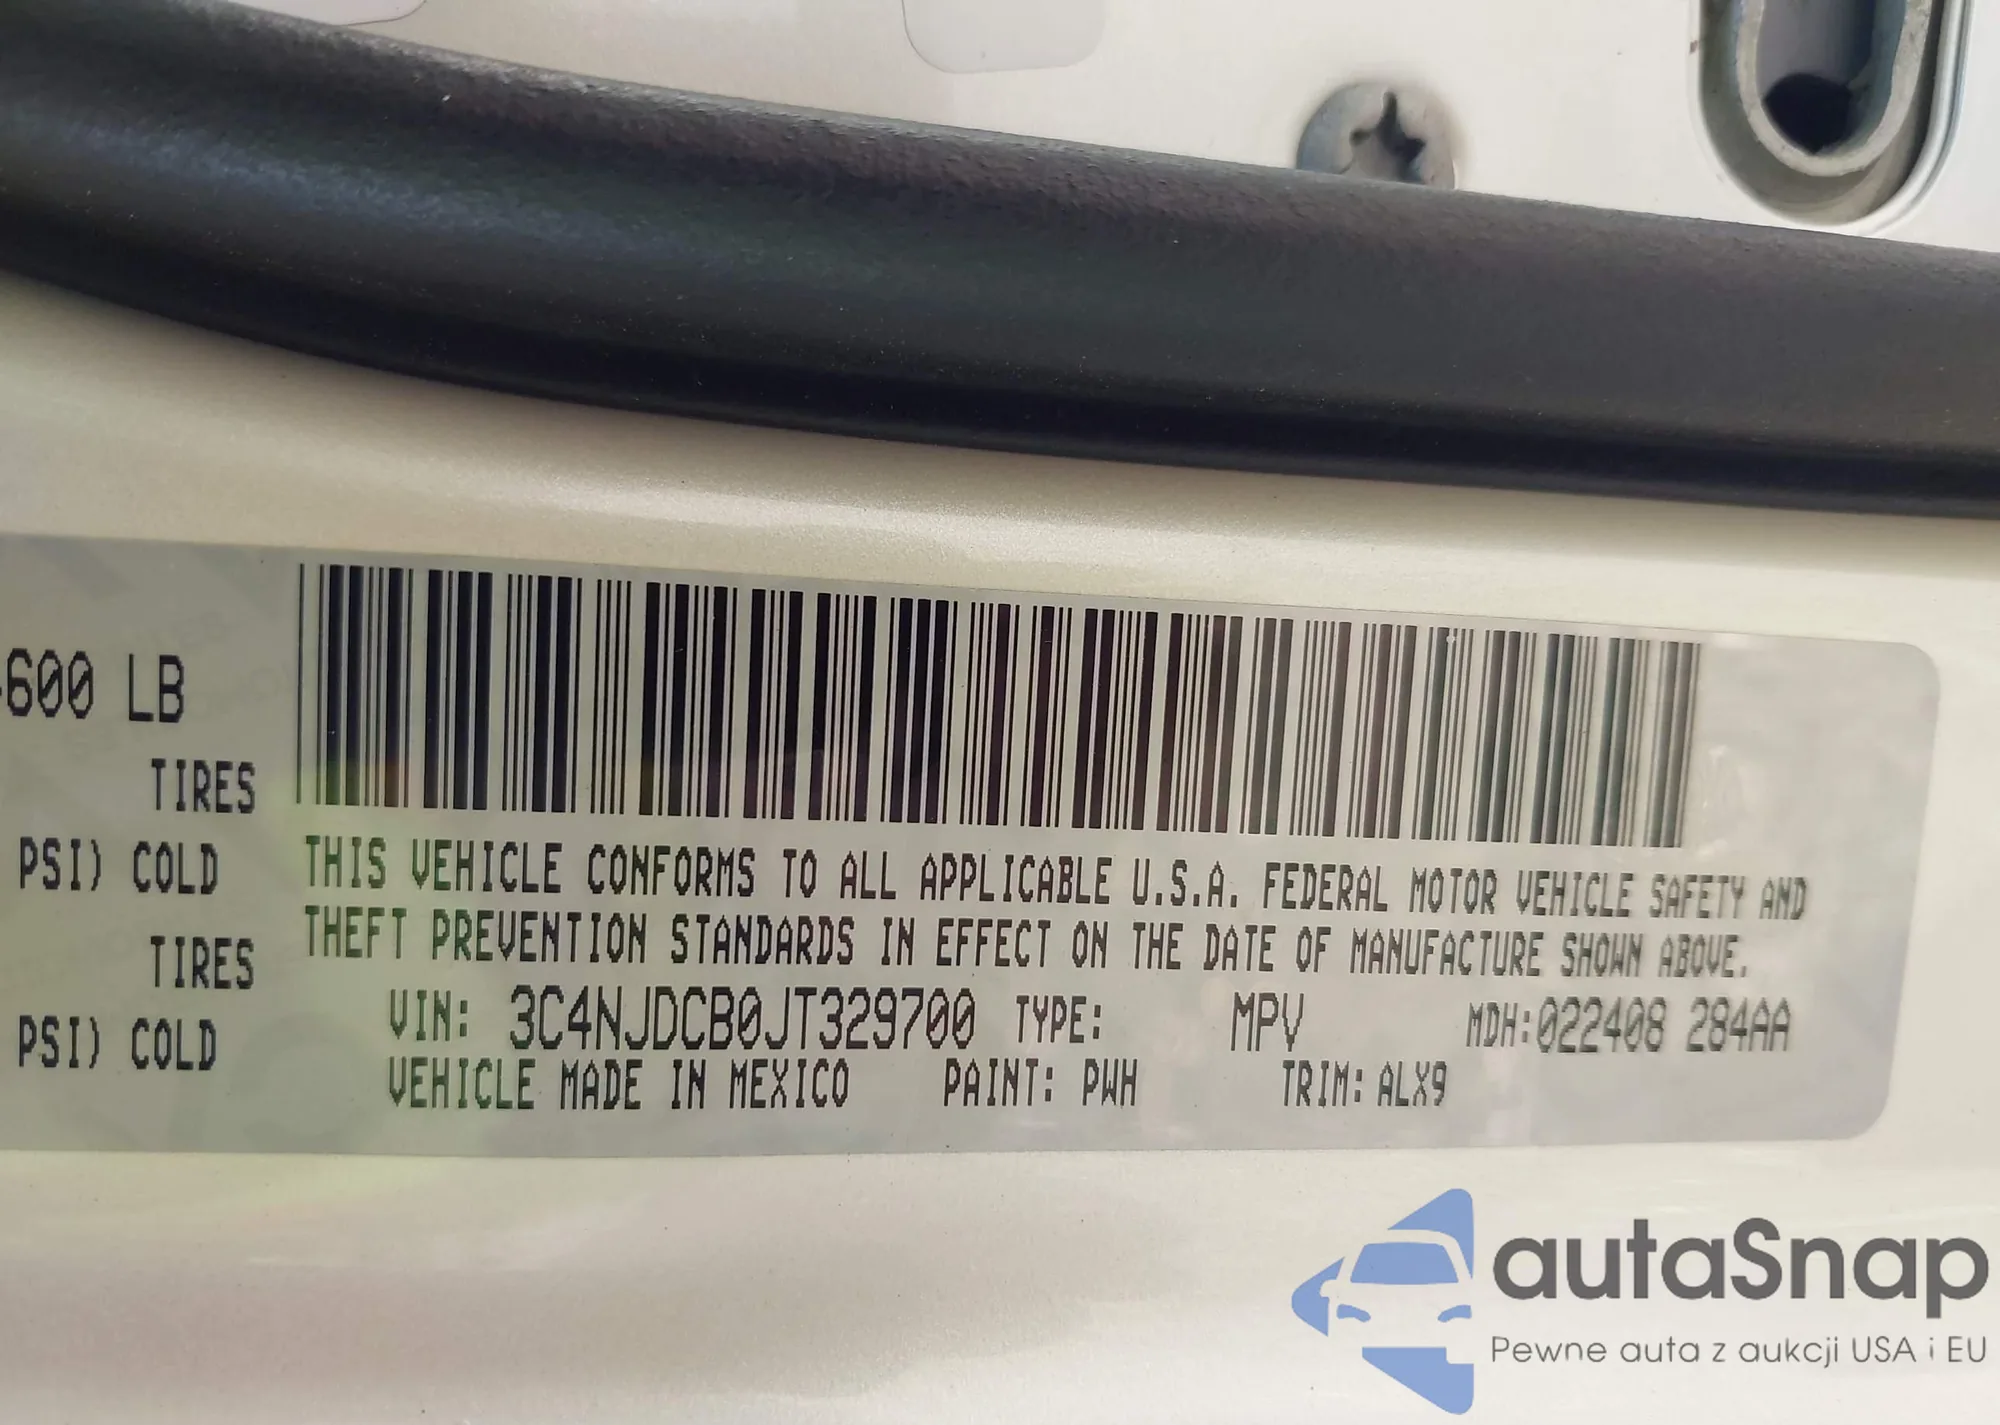 600 LB
TIRES
PSI) COLD
TIRES
PSI) COLD
THIS VEHICLE CONFORMS TO ALL APPLICABLE U.S.A. FEDERAL MOTOR VEHICLE SAFETY AND
THEFT PREVENTION STANDARDS IN EFFECT ON THE DATE OF MANUFACTURE SHOWN ABOVE.
VIN: 3C4NJDCB0JT329700 TYPE: MPV MDH:022408 284AA
VEHICLE MADE IN MEXICO PAINT: PWH TRIM: ALX9
autaSnap
Pewne auta z aukcji USA i EU